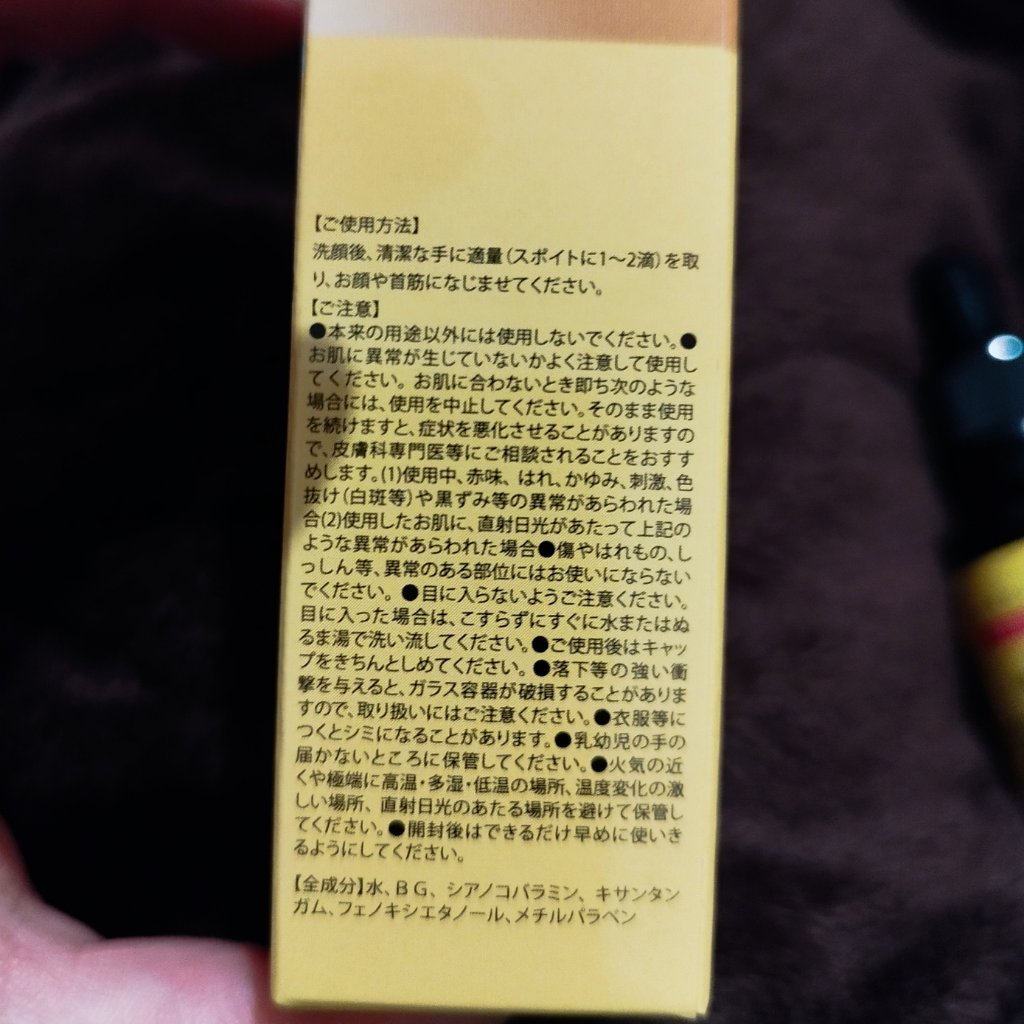 【ご使用方法】
洗顔後、清潔な手に適量（スポイトに1〜2滴）を取
り、お顔や首筋になじませてください。
【ご注意】
●本来の用途以外には使用しないでください。●
お肌に異常が生じていないかよく注意して使用し
てください。お肌に合わないとき即ち次のような
場合には、使用を中止してください。そのまま使用
を続けますと、症状を悪化させることがありますの
で、皮膚科専門医等にご相談されることをおすす
めします。(1)使用中、赤味、はれ、かゆみ、刺激、色
抜け（白斑等）や黒ずみ等の異常があらわれた場
合(2)使用したお肌に、直射日光があたって上記の
ような異常があらわれた場合●傷やはれもの、し
っしん等、異常のある部位にはお使いにならない
でください。●目に入らないようご注意ください。
目に入った場合は、こすらずにすぐに水またはぬ
るま湯で洗い流してください。●ご使用後はキャッ
プをきちんとしめてください。●落下等の強い衝
撃を与えると、ガラス容器が破損することがありま
すので、取り扱いにはご注意ください。●衣服等に
つくとシミになることがあります。●乳幼児の手の
届かないところに保管してください。●火気の近
くや極端に高温・多湿・低温の場所、温度変化の激
しい場所、直射日光のあたる場所を避けて保管し
てください。●開封後はできるだけ早めに使いき
るようにしてください。
【全成分】水、ＢＧ、シアノコバラミン、キサンタン
ガム、フェノキシエタノール、メチルパラベン